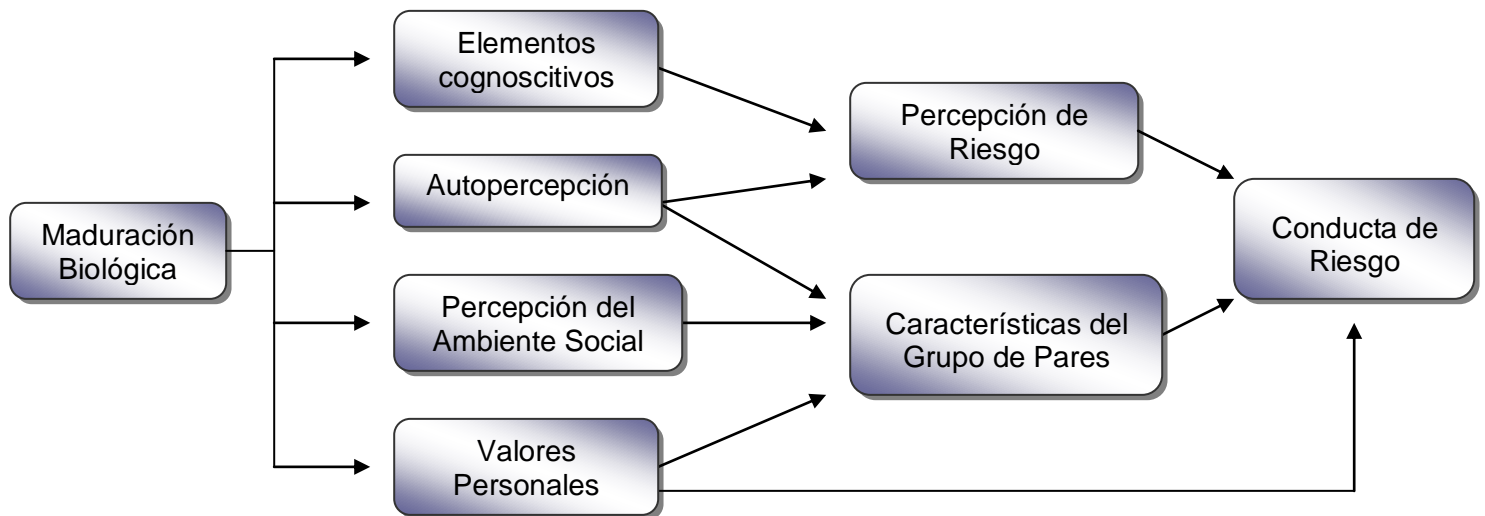 Maduración
Biológica
Elementos
cognoscitivos
Autopercepción
Percepción del
Ambiente Social
Valores
Personales
Percepción de
Riesgo
Características del
Grupo de Pares
Conducta de
Riesgo